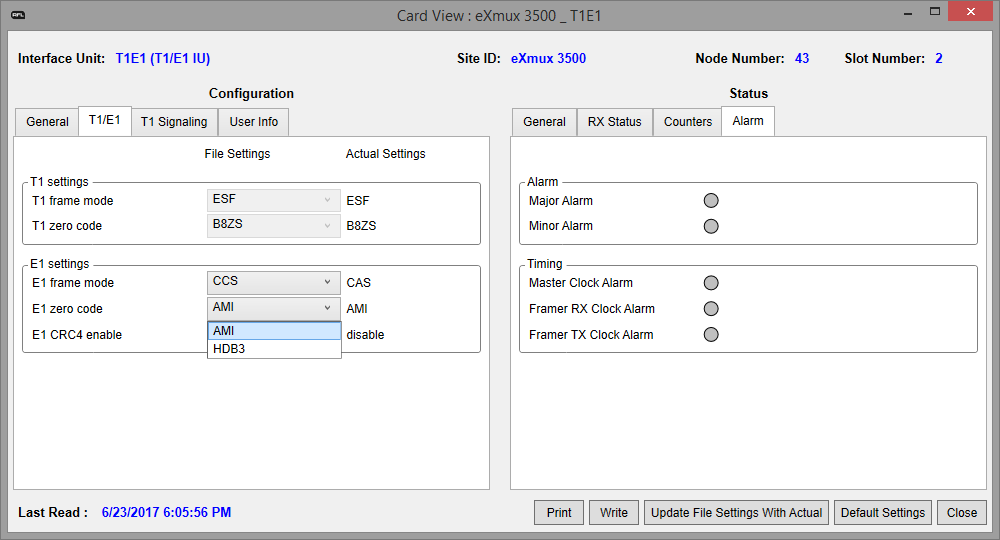 AFL
Card View : eXmux 3500 _ T1E1
Interface Unit: T1E1 (T1/E1 IU) Site ID: eXmux 3500 Node Number: 43 Slot Number: 2
Configuration Status
General T1/E1 T1 Signaling User Info General RX Status Counters Alarm
File Settings Actual Settings
T1 settings Alarm
T1 frame mode ESF ESF Major Alarm
T1 zero code B8ZS B8ZS Minor Alarm
E1 settings Timing
E1 frame mode CCS CAS Master Clock Alarm
E1 zero code AMI AMI Framer RX Clock Alarm
E1 CRC4 enable AMI disable Framer TX Clock Alarm
HDB3
Last Read : 6/23/2017 6:05:56 PM Print Write Update File Settings With Actual Default Settings Close